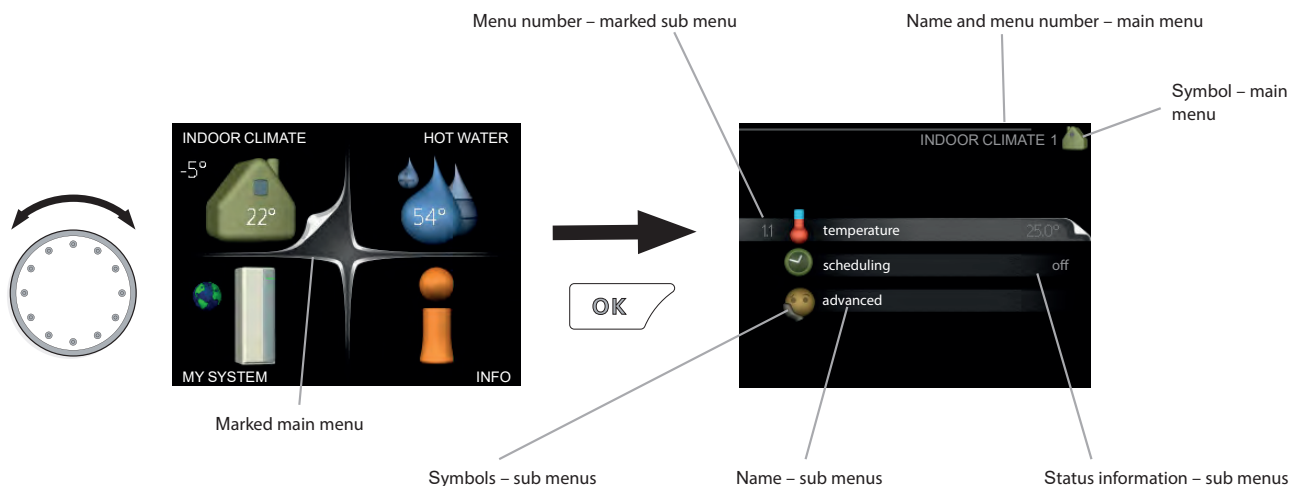 Menu number – marked sub menu
Name and menu number – main menu
Symbol – main
menu
INDOOR CLIMATE
HOT WATER
-5°
22°
54°
MY SYSTEM
INFO
OK
INDOOR CLIMATE 1
1.1
temperature
25.0°
scheduling
off
advanced
Marked main menu
Symbols – sub menus
Name – sub menus
Status information – sub menus